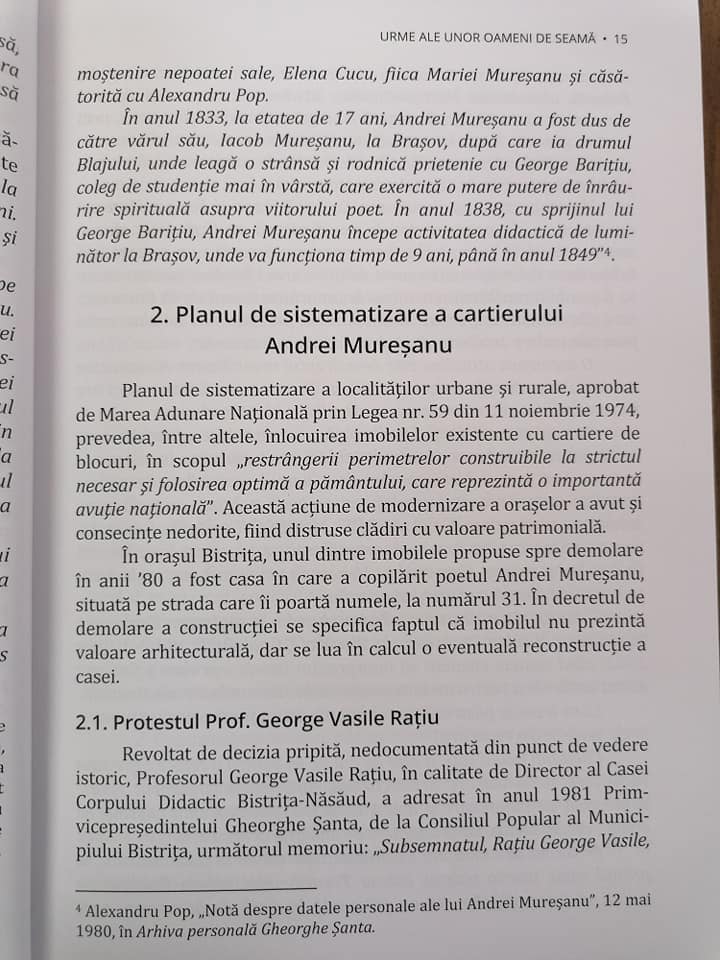 URME ALE UNOR OAMENI DE SEAMĂ • 15
moștenire nepoatei sale, Elena Cucu, fiica Mariei Mureșanu și căsă-
torită cu Alexandru Pop.
În anul 1833, la etatea de 17 ani, Andrei Mureșanu a fost dus de
către vărul său, Iacob Mureșanu, la Brașov, după care ia drumul
Blajului, unde leagă o strânsă și rodnică prietenie cu George Barițiu,
coleg de studenție mai în vârstă, care exercită o mare putere de înrâu-
rire spirituală asupra viitorului poet. În anul 1838, cu sprijinul lui
George Barițiu, Andrei Mureșanu începe activitatea didactică de lumi-
nător la Brașov, unde va funcționa timp de 9 ani, până în anul 1849”⁴.
2. Planul de sistematizare a cartierului
Andrei Mureșanu
Planul de sistematizare a localităților urbane și rurale, aprobat
de Marea Adunare Națională prin Legea nr. 59 din 11 noiembrie 1974,
prevedea, între altele, înlocuirea imobilelor existente cu cartiere de
blocuri, în scopul „restrângerii perimetrelor construibile la strictul
necesar și folosirea optimă a pământului, care reprezintă o importantă
avuție națională”. Această acțiune de modernizare a orașelor a avut și
consecințe nedorite, fiind distruse clădiri cu valoare patrimonială.
În orașul Bistrița, unul dintre imobilele propuse spre demolare
în anii ’80 a fost casa în care a copilărit poetul Andrei Mureșanu,
situată pe strada care îi poartă numele, la numărul 31. În decretul de
demolare a construcției se specifica faptul că imobilul nu prezintă
valoare arhitecturală, dar se lua în calcul o eventuală reconstrucție a
casei.
2.1. Protestul Prof. George Vasile Rațiu
Revoltat de decizia pripită, nedocumentată din punct de vedere
istoric, Profesorul George Vasile Rațiu, în calitate de Director al Casei
Corpului Didactic Bistrița-Năsăud, a adresat în anul 1981 Prim-
vicepreședintelui Gheorghe Șanta, de la Consiliul Popular al Munici-
piului Bistrița, următorul memoriu: „Subsemnatul, Rațiu George Vasile,
⁴ Alexandru Pop, „Notă despre datele personale ale lui Andrei Mureșanu”, 12 mai
1980, în Arhiva personală Gheorghe Șanta.